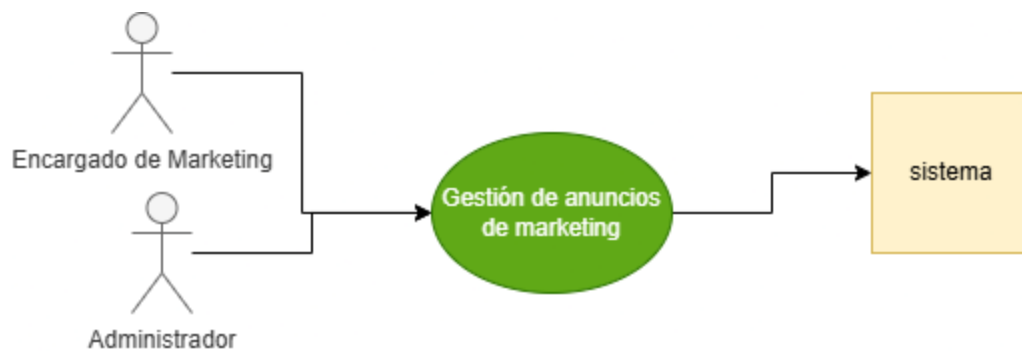 Encargado de Marketing
Gestión de anuncios
de marketing
sistema
Administrador